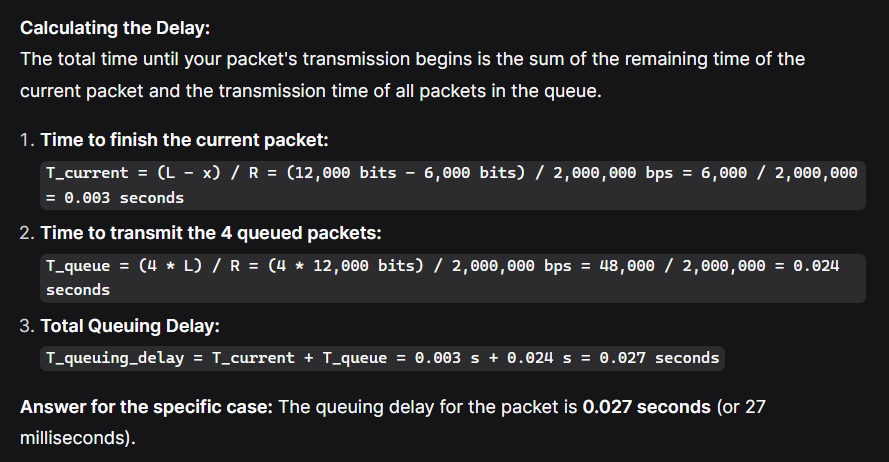 Calculating the Delay:
The total time until your packet's transmission begins is the sum of the remaining time of the
current packet and the transmission time of all packets in the queue.
1. Time to finish the current packet:
T_current = (L − x) / R = (12,000 bits − 6,000 bits) / 2,000,000 bps = 6,000 / 2,000,000
= 0.003 seconds
2. Time to transmit the 4 queued packets:
T_queue = (4 * L) / R = (4 * 12,000 bits) / 2,000,000 bps = 48,000 / 2,000,000 = 0.024
seconds
3. Total Queuing Delay:
T_queuing_delay = T_current + T_queue = 0.003 s + 0.024 s = 0.027 seconds
Answer for the specific case: The queuing delay for the packet is 0.027 seconds (or 27
milliseconds).